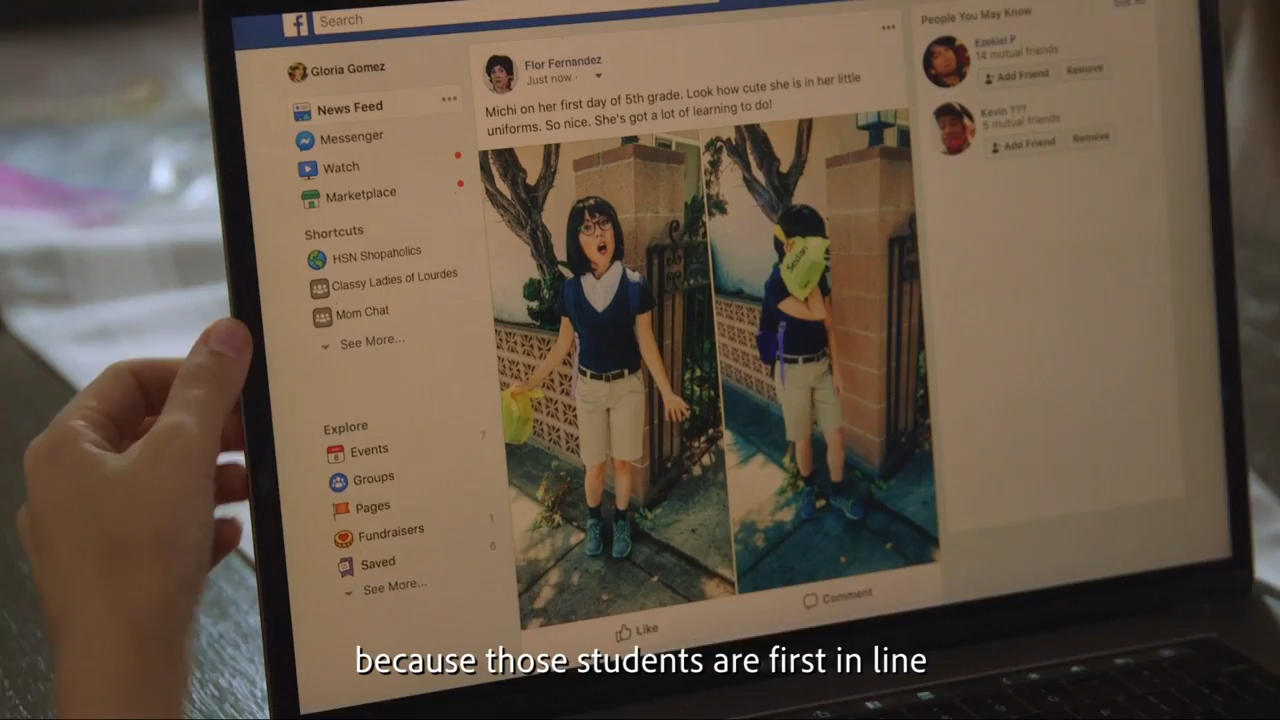 Search
Gloria Gomez
News Feed
Messenger
Watch
Marketplace
Shortcuts
HSN Shopaholics
Classy Ladies of Lourdes
Mom Chat
See More...
Explore
Events
7
Groups
Pages
1
Fundraisers
6
Saved
See More...
Flor Fernandez
Just now ·
Michi on her first day of 5th grade. Look how cute she is in her little
uniforms. So nice. She's got a lot of learning to do!
Like
Comment
People You May Know
Ezekiel P
14 mutual friends
Add Friend Remove
Kevin ???
5 mutual friends
Add Friend Remove
because those students are first in line